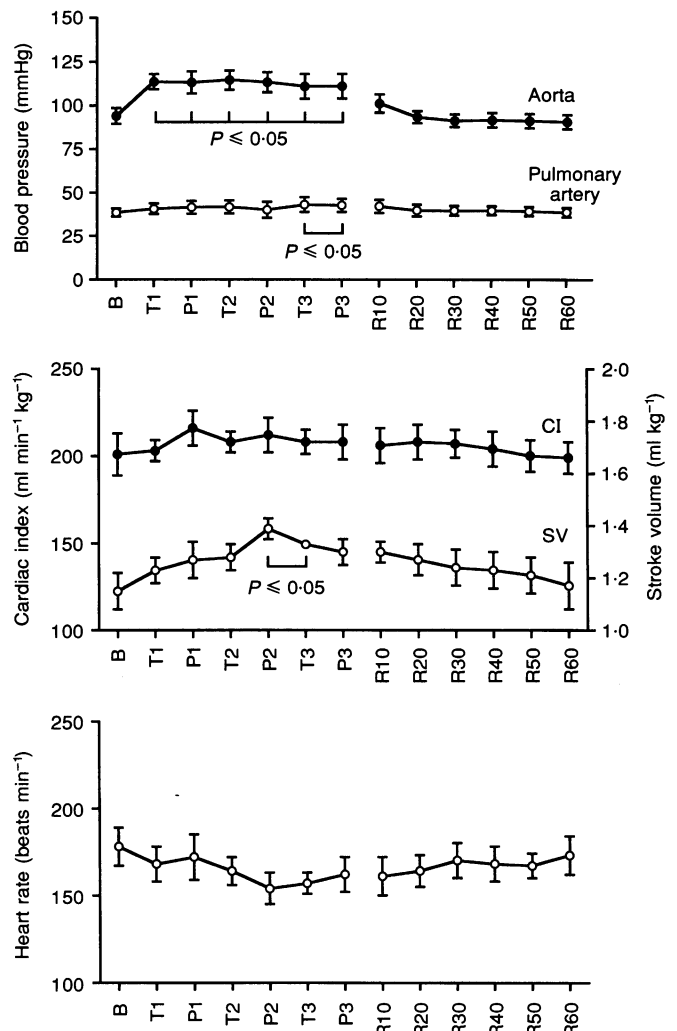 150
125
100
75
50
25
0
Blood pressure (mmHg)
Aorta
P ⩽ 0·05
Pulmonary
artery
P ⩽ 0·05
B T1 P1 T2 P2 T3 P3 R10 R20 R30 R40 R50 R60
250
200
150
100
Cardiac index (ml min⁻¹ kg⁻¹)
2·0
1·8
1·6
1·4
1·2
1·0
Stroke volume (ml kg⁻¹)
CI
SV
P ⩽ 0·05
B T1 P1 T2 P2 T3 P3 R10 R20 R30 R40 R50 R60
250
200
150
100
Heart rate (beats min⁻¹)
B T1 P1 T2 P2 T3 P3 R10 R20 R30 R40 R50 R60